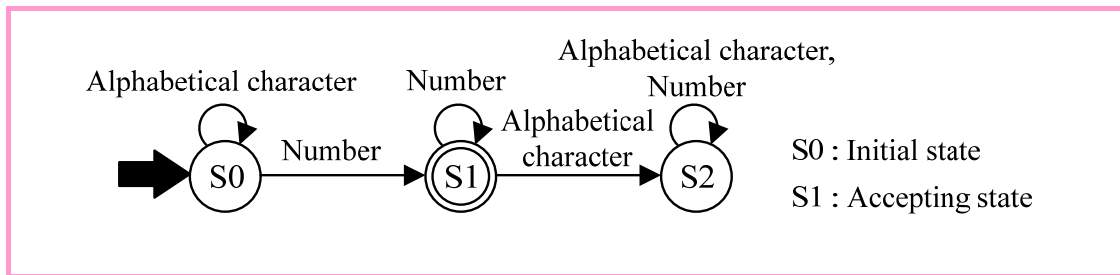 Alphabetical character
Number
Number
Alphabetical
character
Alphabetical character,
Number
S0
S1
S2
S0 : Initial state
S1 : Accepting state